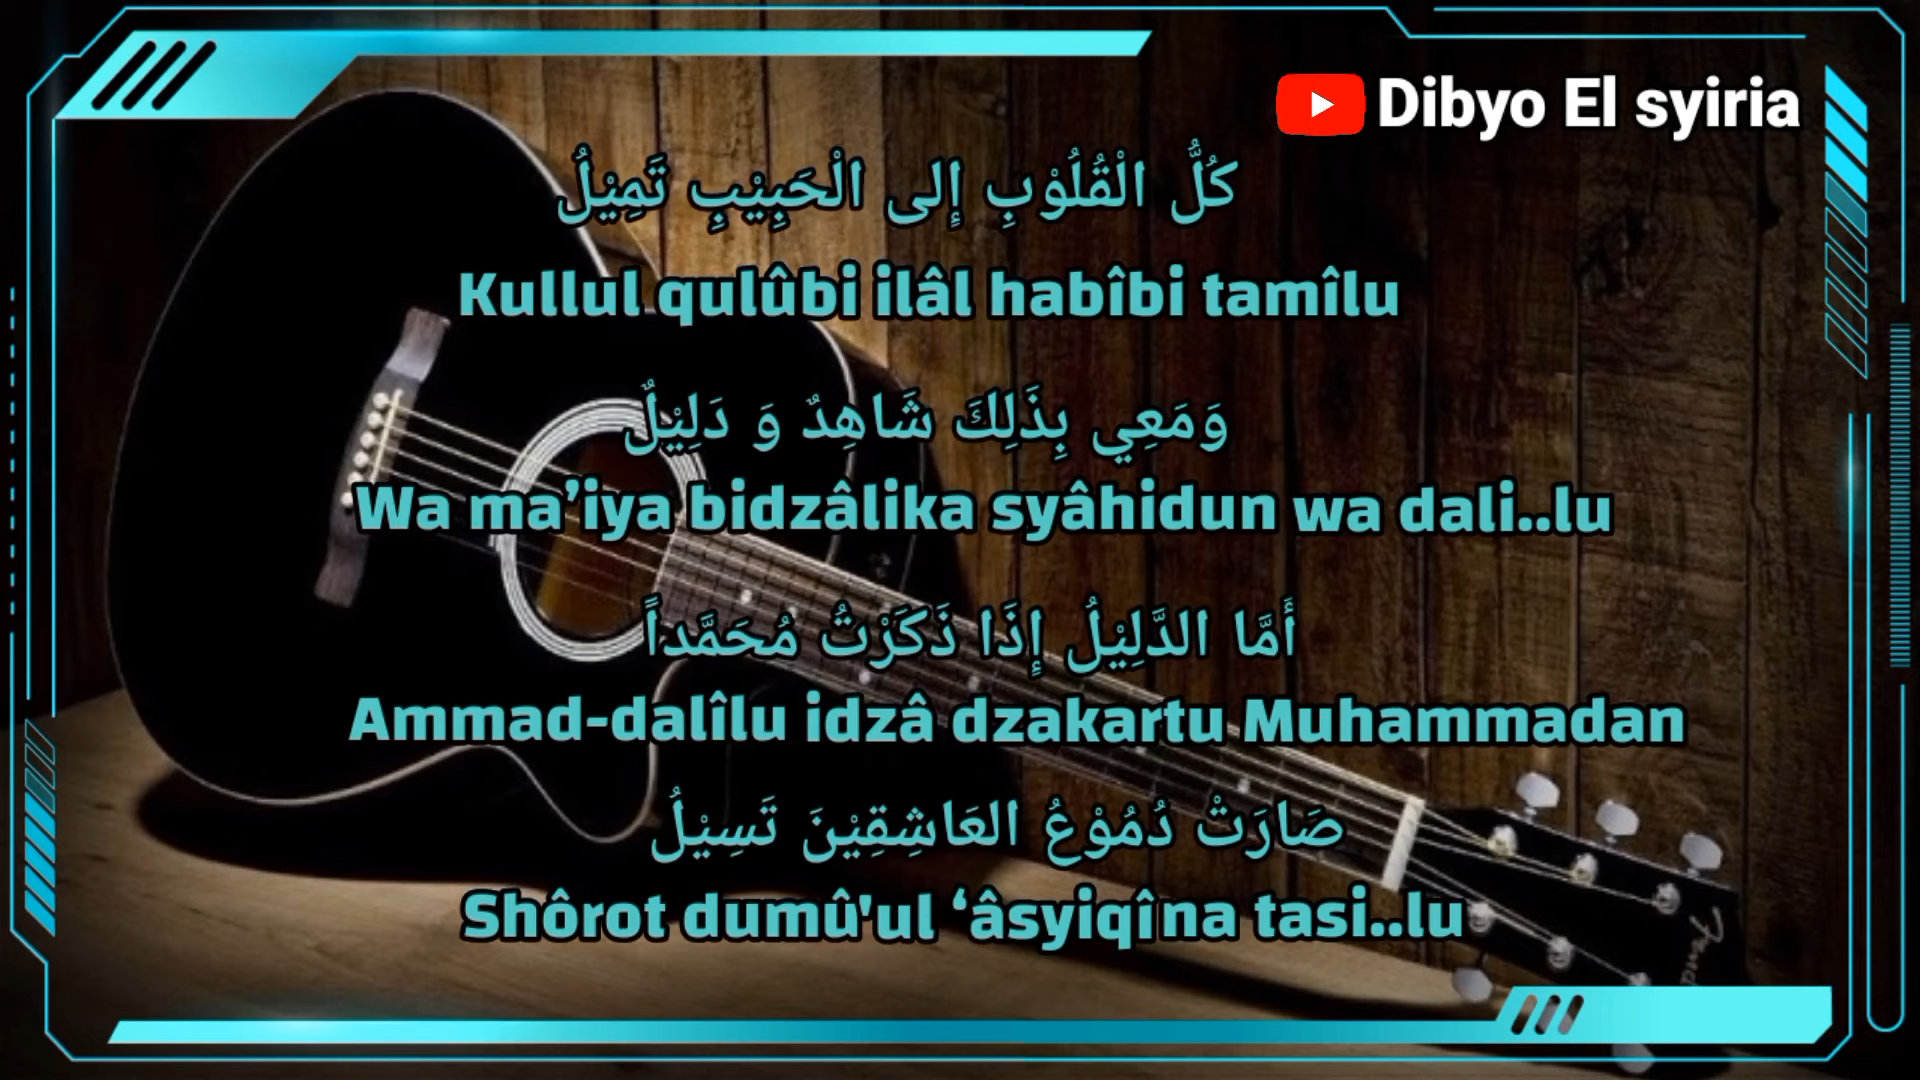 Dibyo El syiria
كُلُّ الْقُلُوْبِ إِلى الْحَبِيْبِ تَمِيْلُ
Kullul qulûbi ilâl habîbi tamîlu
وَمَعِي بِذَلِكَ شَاهِدٌ وَ دَلِيْلٌ
Wa ma’iya bidzâlika syâhidun wa dali..lu
أَمَّا الدَّلِيْلُ إِذَا ذَكَرْتُ مُحَمَّداً
Ammad-dalîlu idzâ dzakartu Muhammadan
صَارَتْ دُمُوْعُ العَاشِقِيْنَ تَسِيْلُ
Shôrot dumû'ul ‘âsyiqîna tasi..lu